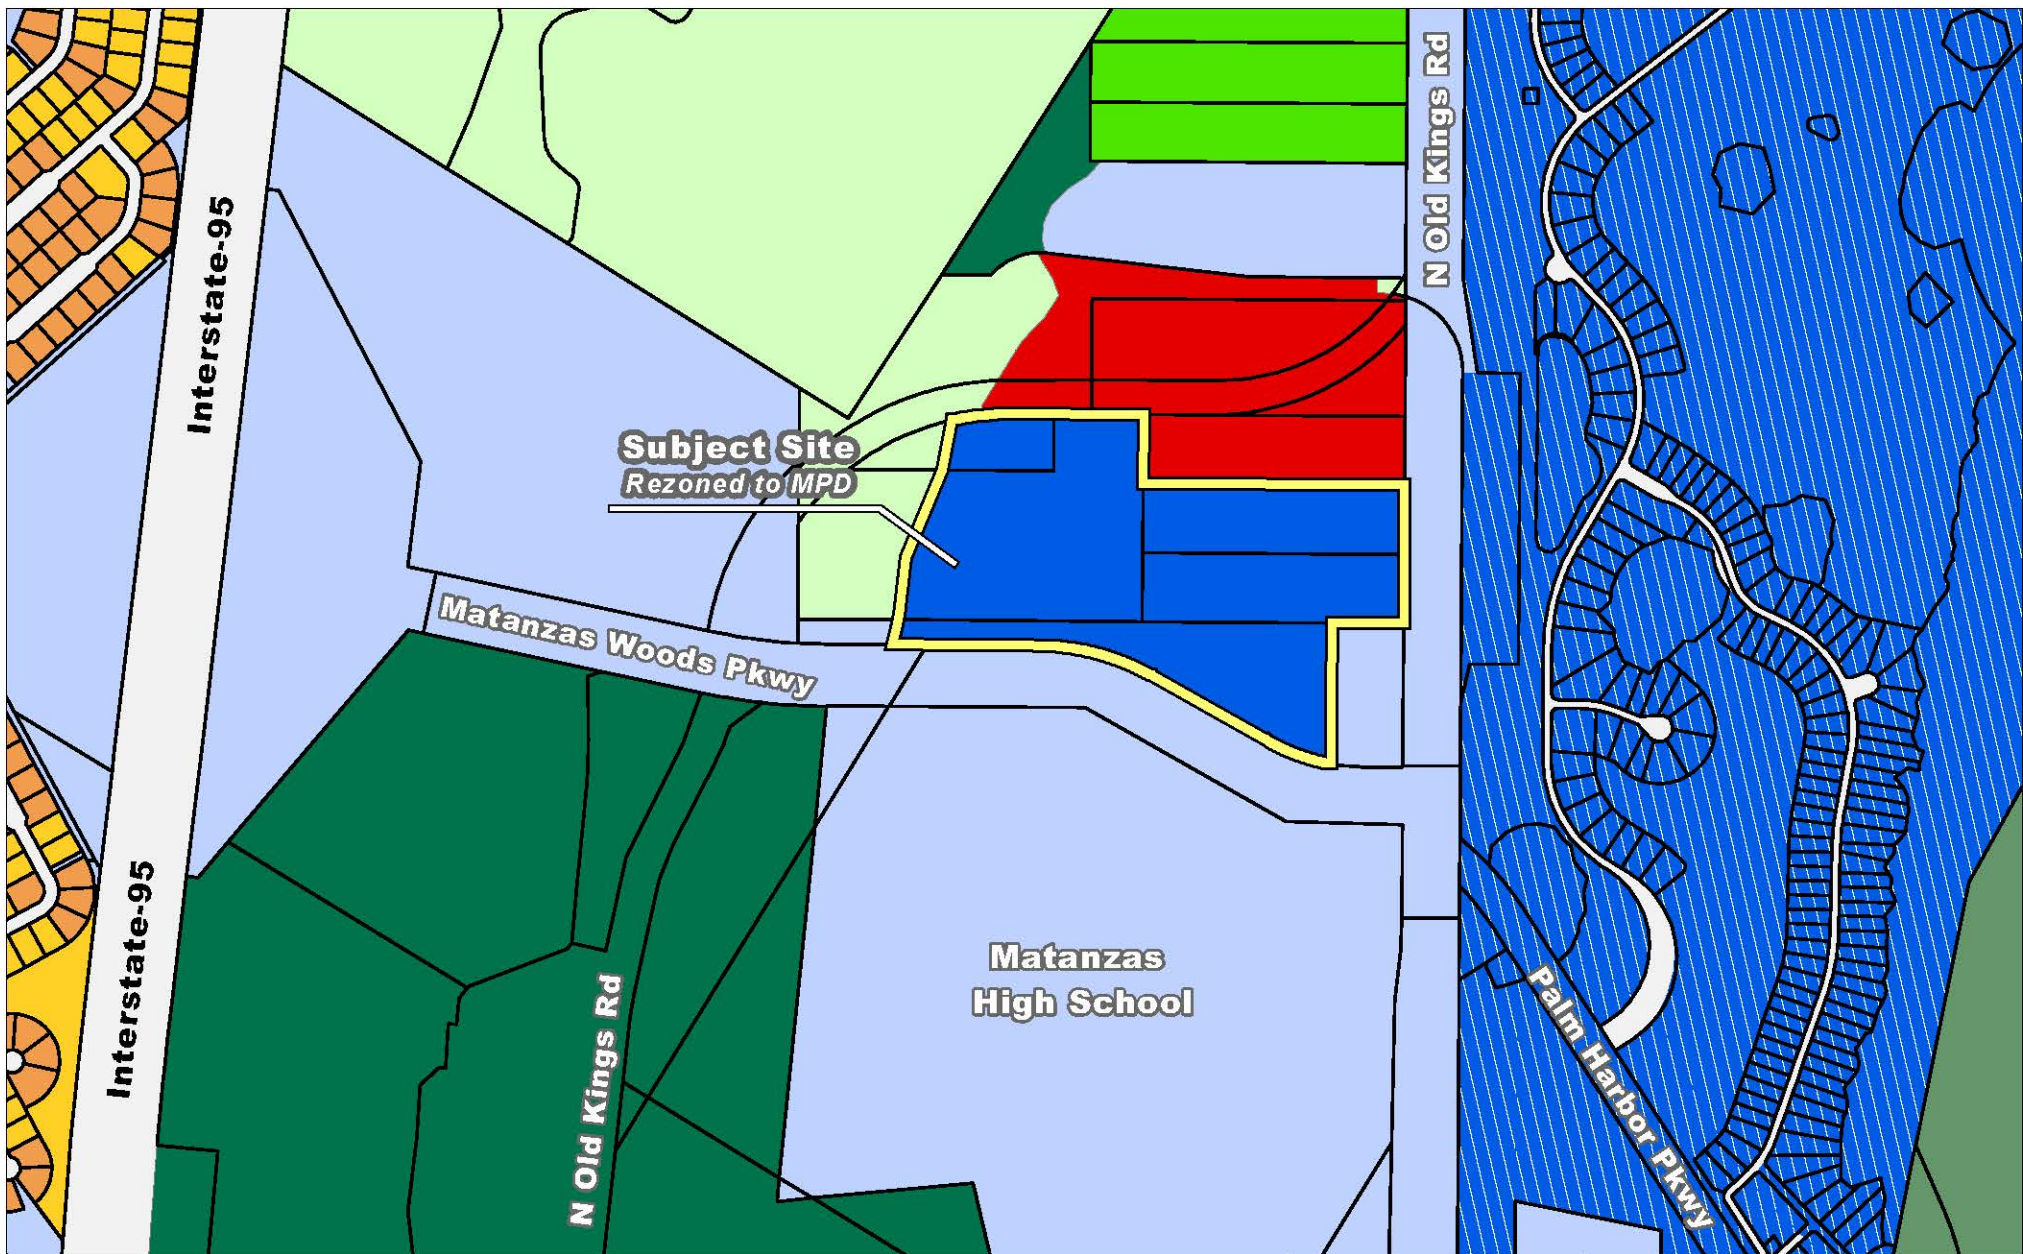 N Old Kings Rd
Interstate-95
Subject Site
Rezoned to MPD
Matanzas Woods Pkwy
Interstate-95
Matanzas
High School
N Old Kings Rd
Palm Harbor Pkwy